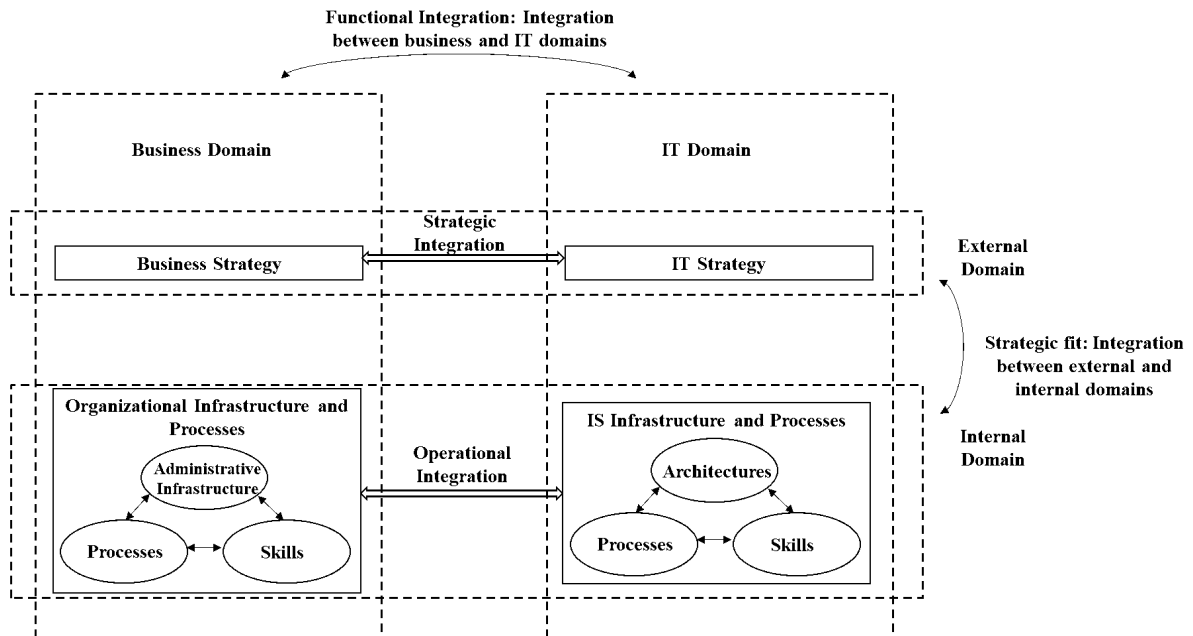 Functional Integration: Integration
between business and IT domains
Business Domain
IT Domain
Strategic
Integration
Business Strategy
IT Strategy
External
Domain
Strategic fit: Integration
between external and
internal domains
Organizational Infrastructure and
Processes
Administrative
Infrastructure
Processes
Skills
Operational
Integration
IS Infrastructure and Processes
Architectures
Processes
Skills
Internal
Domain